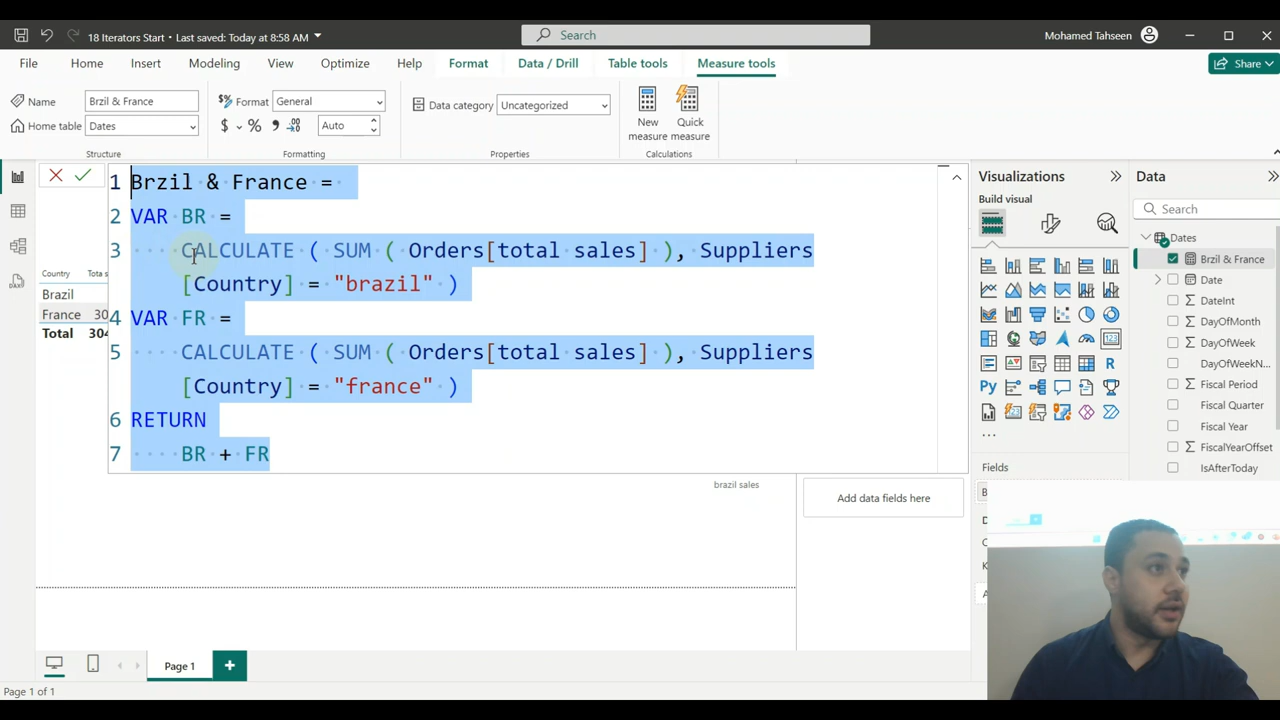 18 Iterators Start • Last saved: Today at 8:58 AM
Search
Mohamed Tahseen
File Home Insert Modeling View Optimize Help Format Data / Drill Table tools Measure tools
Share
Name Brzil & France
Home table Dates
Structure
Format General
$ % Auto
Formatting
Data category Uncategorized
Properties
New measure
Quick measure
Calculations
1 Brzil & France =
2 VAR BR =
3 CALCULATE ( SUM ( Orders[total sales] ), Suppliers
[Country] = "brazil" )
4 VAR FR =
5 CALCULATE ( SUM ( Orders[total sales] ), Suppliers
[Country] = "france" )
6 RETURN
7 BR + FR
Country Total s
Brazil
France 30
Total 304
brazil sales
Visualizations
Build visual
Py
R
Fields
Add data fields here
Data
Search
Dates
Brzil & France
Date
DateInt
DayOfMonth
DayOfWeek
DayOfWeekN...
Fiscal Period
Fiscal Quarter
Fiscal Year
FiscalYearOffset
IsAfterToday
Page 1
Page 1 of 1